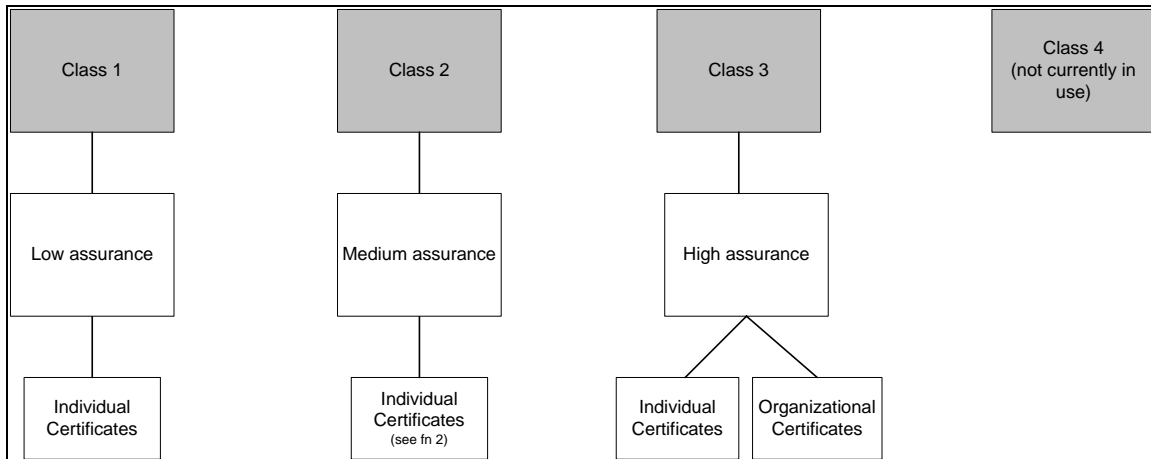 Class 1
Class 2
Class 3
Class 4
(not currently in
use)
Low assurance
Medium assurance
High assurance
Individual
Certificates
Individual
Certificates
(see fn 2)
Individual
Certificates
Organizational
Certificates